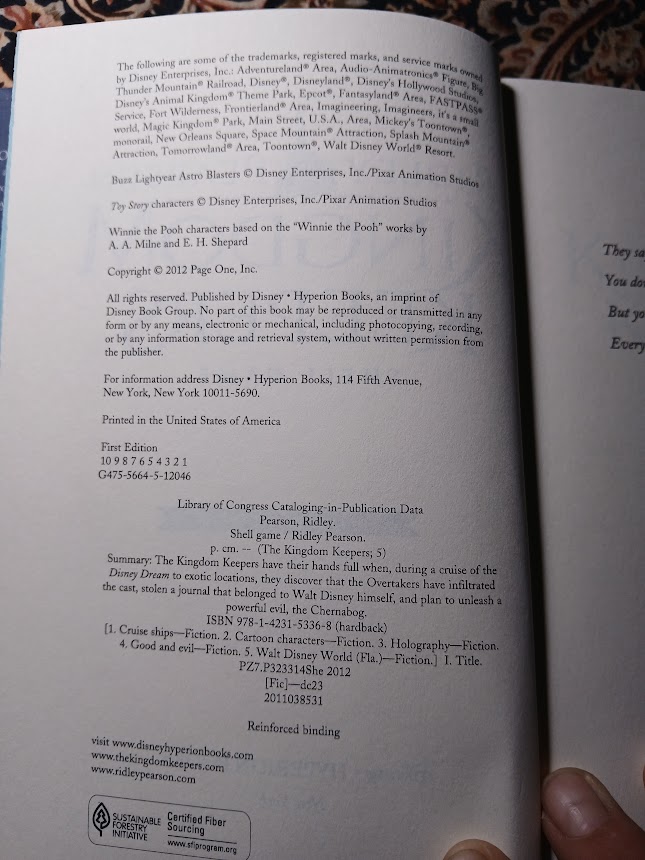 The following are some of the trademarks, registered marks, and service marks owned
by Disney Enterprises, Inc.: Adventureland® Area, Audio-Animatronics® Figure, Big
Thunder Mountain® Railroad, Disney®, Disneyland®, Disney's Hollywood Studios,
Disney's Animal Kingdom® Theme Park, Epcot®, Fantasyland® Area, FASTPASS®
Service, Fort Wilderness, Frontierland® Area, Imagineering, Imagineers, it's a small
world, Magic Kingdom® Park, Main Street, U.S.A., Area, Mickey's Toontown®,
monorail, New Orleans Square, Space Mountain® Attraction, Splash Mountain®
Attraction, Tomorrowland® Area, Toontown®, Walt Disney World® Resort.
Buzz Lightyear Astro Blasters © Disney Enterprises, Inc./Pixar Animation Studios
Toy Story characters © Disney Enterprises, Inc./Pixar Animation Studios
Winnie the Pooh characters based on the "Winnie the Pooh" works by
A. A. Milne and E. H. Shepard
Copyright © 2012 Page One, Inc.
All rights reserved. Published by Disney • Hyperion Books, an imprint of
Disney Book Group. No part of this book may be reproduced or transmitted in any
form or by any means, electronic or mechanical, including photocopying, recording,
or by any information storage and retrieval system, without written permission from
the publisher.
For information address Disney • Hyperion Books, 114 Fifth Avenue,
New York, New York 10011-5690.
Printed in the United States of America
First Edition
10 9 8 7 6 5 4 3 2 1
G475-5664-5-12046
Library of Congress Cataloging-in-Publication Data
Pearson, Ridley.
Shell game / Ridley Pearson.
p. cm. -- (The Kingdom Keepers; 5)
Summary: The Kingdom Keepers have their hands full when, during a cruise of the
Disney Dream to exotic locations, they discover that the Overtakers have infiltrated
the cast, stolen a journal that belonged to Walt Disney himself, and plan to unleash a
powerful evil, the Chernabog.
ISBN 978-1-4231-5336-8 (hardback)
[1. Cruise ships—Fiction. 2. Cartoon characters—Fiction. 3. Holography—Fiction.
4. Good and evil—Fiction. 5. Walt Disney World (Fla.)—Fiction.] I. Title.
PZ7.P323314She 2012
[Fic]—dc23
2011038531
Reinforced binding
visit www.disneyhyperionbooks.com
www.thekingdomkeepers.com
www.ridleypearson.com
SUSTAINABLE
FORESTRY
INITIATIVE
Certified Fiber
Sourcing
www.sfiprogram.org
They sa
You do
But yo
Every